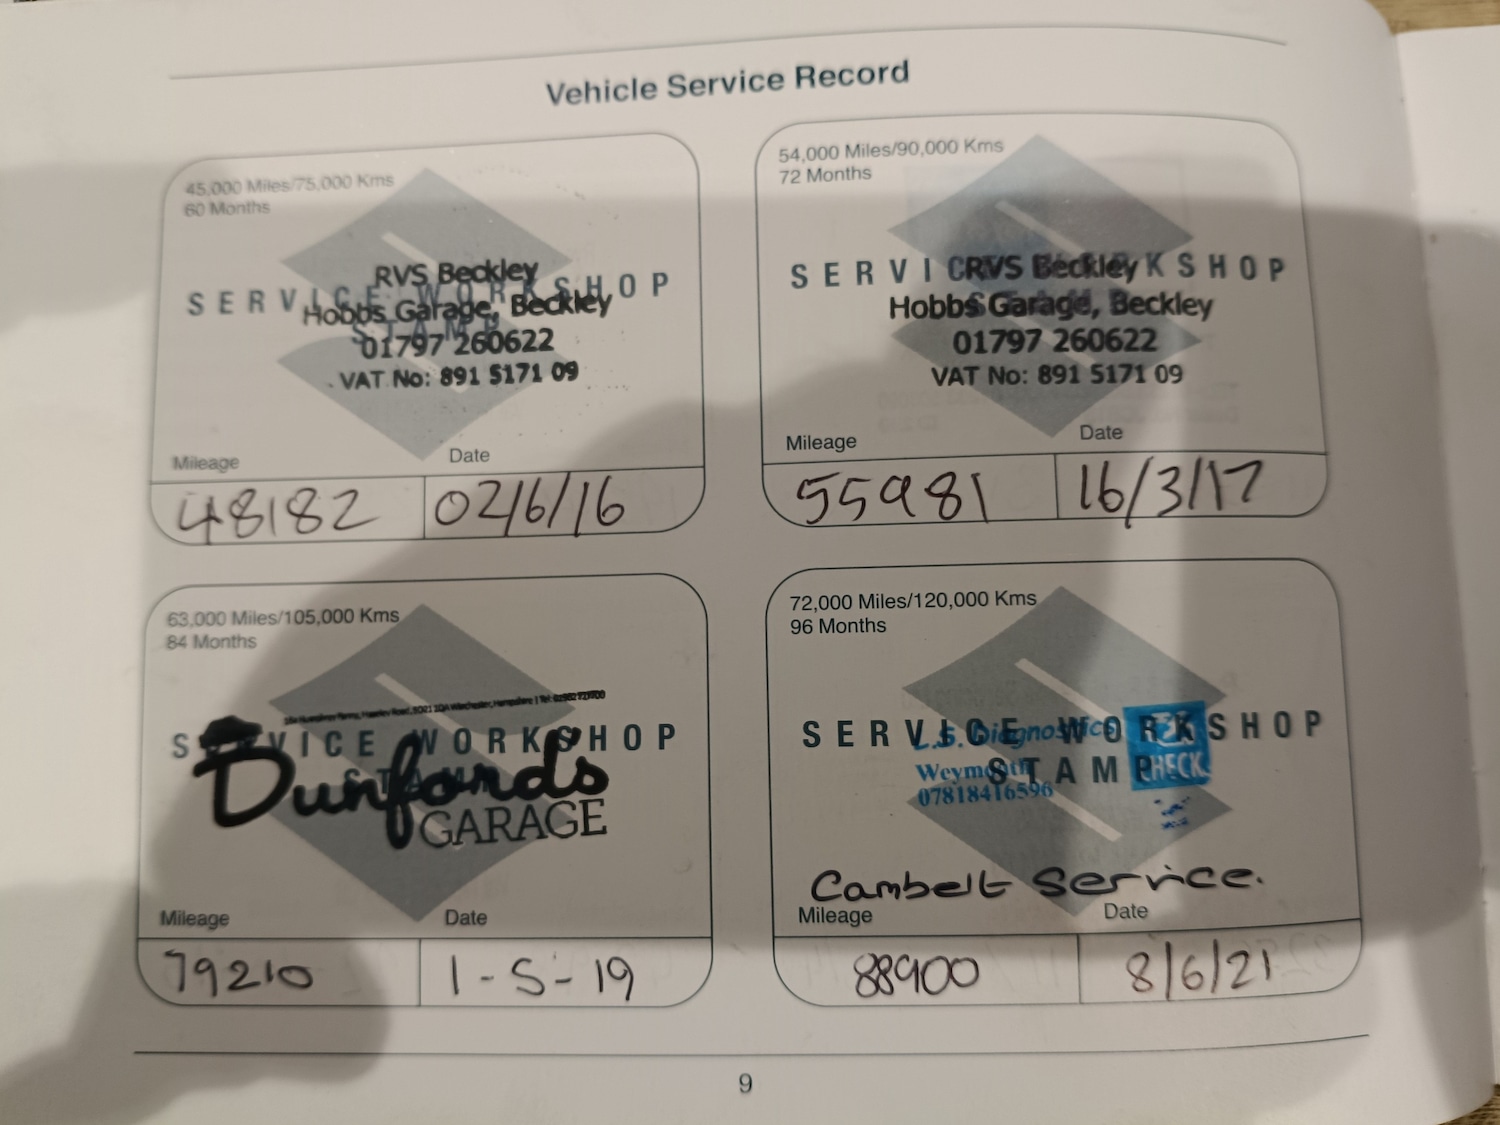 Vehicle Service Record
45,000 Miles/75,000 Kms
60 Months
SERVICE WORKSHOP
STAMP
RVS Beckley
Hobbs Garage, Beckley
01797 260622
VAT No: 891 5171 09
Mileage
Date
48182
02/6/16
54,000 Miles/90,000 Kms
72 Months
SERVICE WORKSHOP
RVS Beckley
Hobbs Garage, Beckley
01797 260622
VAT No: 891 5171 09
Mileage
Date
55981
16/3/17
63,000 Miles/105,000 Kms
84 Months
SERVICE WORKSHOP
STAMP
Dunfords
GARAGE
Mileage
Date
79210
1-5-19
72,000 Miles/120,000 Kms
96 Months
SERVICE WORKSHOP
STAMP
L.S. Diagnostics
Weymouth
07818416596
CHECK
Cambelt Service.
Mileage
Date
88900
8/6/21
9